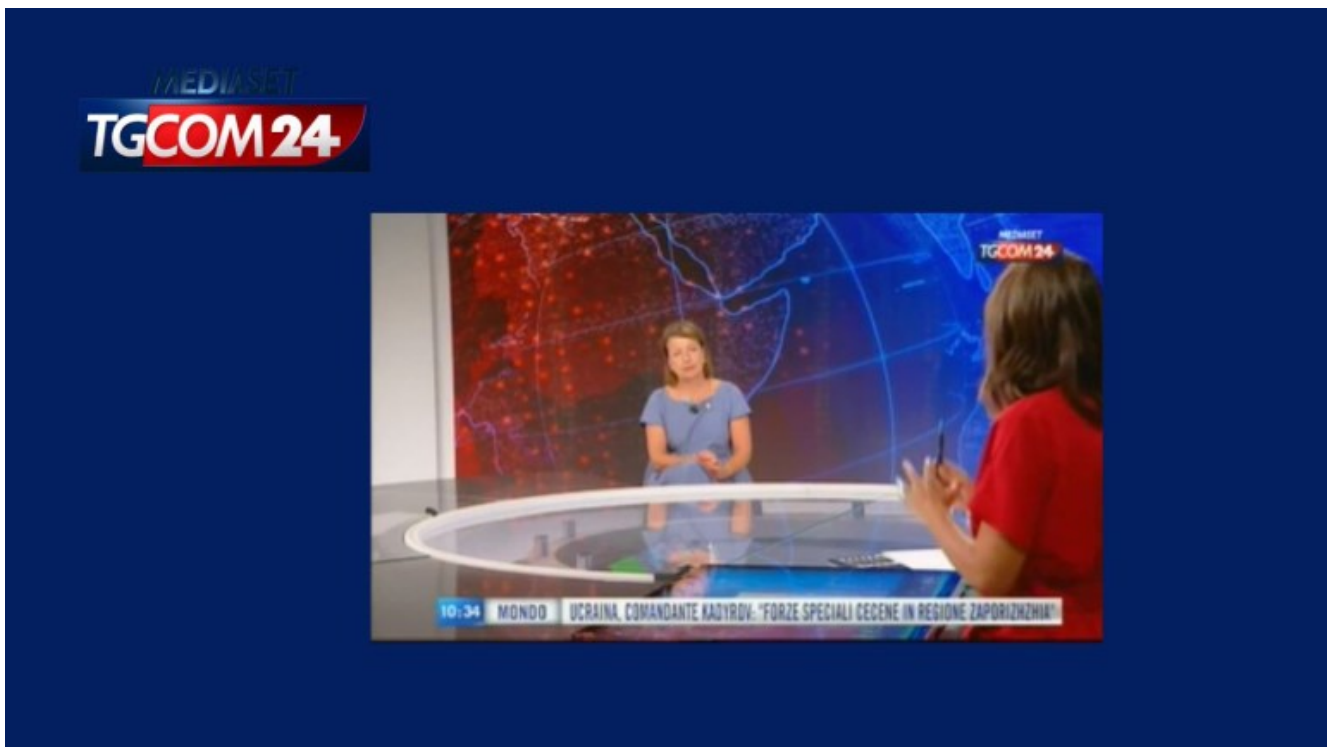 MEDIASET
TGCOM24
MEDIASET
TGCOM24
10:34 MONDO UCRAINA, COMANDANTE KADYROV: "FORZE SPECIALI CECENE IN REGIONE ZAPORIZHZHIA"